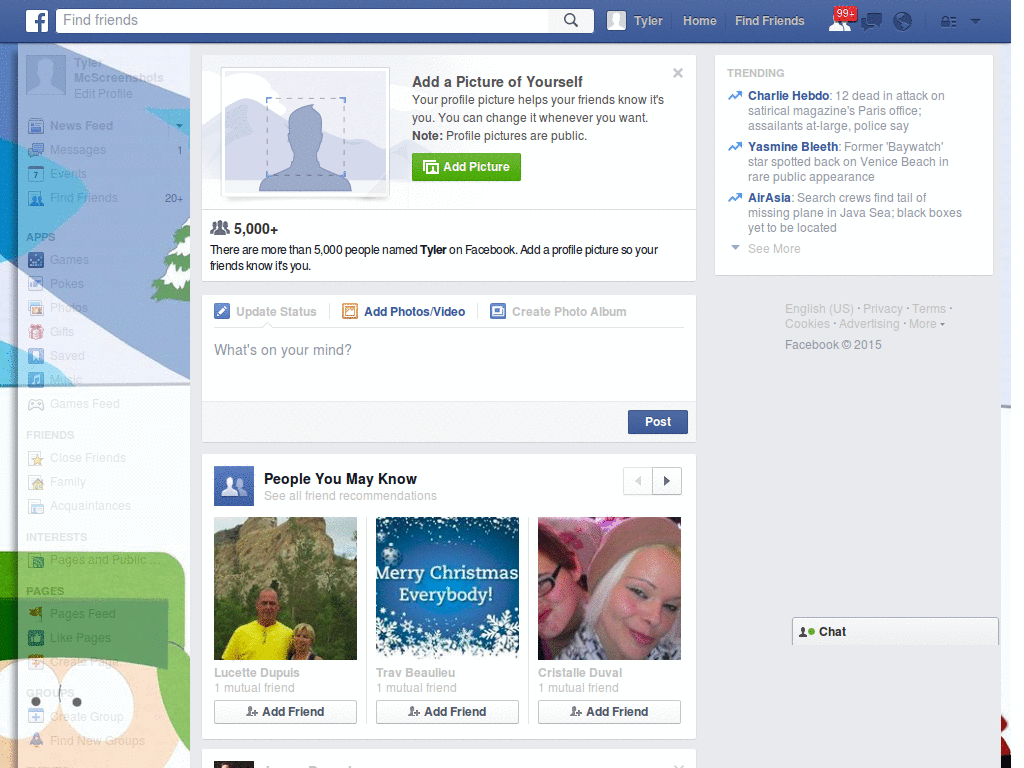 Find friends
Tyler
Home
Find Friends
99+
Tyler
McScreenshots
Edit Profile
News Feed
Messages 1
7 Events
Find Friends 20+
APPS
Games
Pokes
Photos
Gifts
Saved
Music
Games Feed
FRIENDS
Close Friends
Family
Acquaintances
INTERESTS
Pages and Public ...
PAGES
Pages Feed
Like Pages
Create Page
GROUPS
Create Group
Find New Groups
Add a Picture of Yourself
Your profile picture helps your friends know it's
you. You can change it whenever you want.
Note: Profile pictures are public.
Add Picture
5,000+
There are more than 5,000 people named Tyler on Facebook. Add a profile picture so your
friends know it's you.
Update Status
Add Photos/Video
Create Photo Album
What's on your mind?
Post
People You May Know
See all friend recommendations
Merry Christmas
Everybody!
Lucette Dupuis
1 mutual friend
Add Friend
Trav Beaulieu
1 mutual friend
Add Friend
Cristalle Duval
1 mutual friend
Add Friend
TRENDING
Charlie Hebdo: 12 dead in attack on
satirical magazine's Paris office;
assailants at-large, police say
Yasmine Bleeth: Former 'Baywatch'
star spotted back on Venice Beach in
rare public appearance
AirAsia: Search crews find tail of
missing plane in Java Sea; black boxes
yet to be located
See More
English (US) · Privacy · Terms ·
Cookies · Advertising · More
Facebook © 2015
Chat